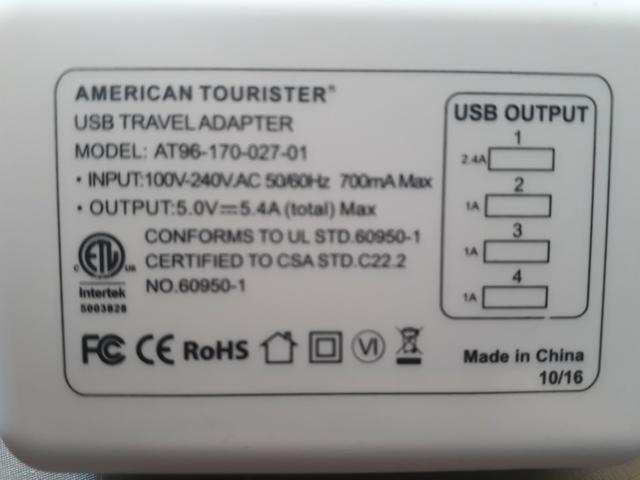 AMERICAN TOURISTER®
USB TRAVEL ADAPTER
MODEL: AT96-170-027-01
• INPUT:100V-240V.AC 50/60Hz 700mA Max
• OUTPUT:5.0V⎓5.4A (total) Max
CONFORMS TO UL STD.60950-1
CERTIFIED TO CSA STD.C22.2
NO.60950-1
C ETL US
Intertek
5003828
FC CE RoHS VI
USB OUTPUT
1
2.4A
2
1A
3
1A
4
1A
Made in China
10/16